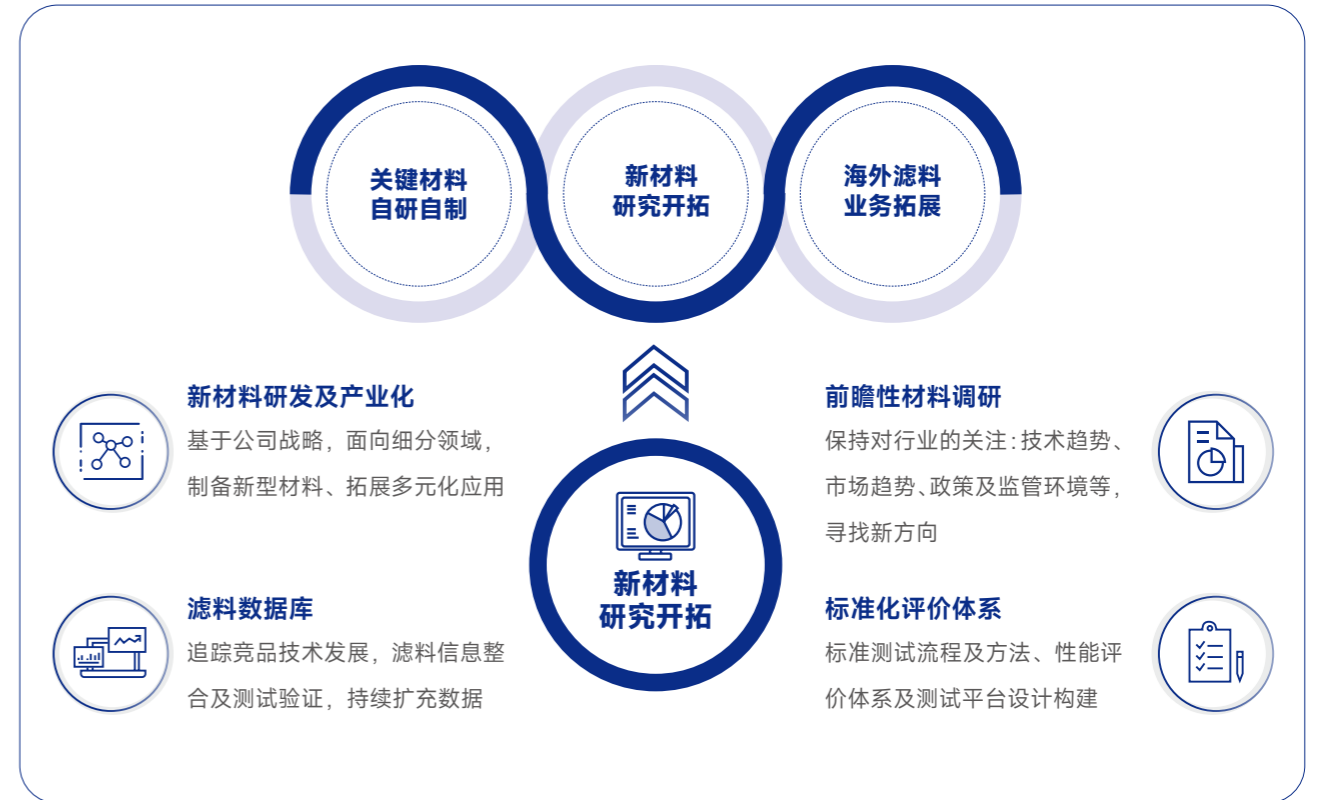 关键材料
自研自制
新材料
研究开拓
海外滤料
业务拓展
新材料研发及产业化
基于公司战略，面向细分领域，
制备新型材料、拓展多元化应用
滤料数据库
追踪竞品技术发展，滤料信息整
合及测试验证，持续扩充数据
新材料
研究开拓
前瞻性材料调研
保持对行业的关注：技术趋势、
市场趋势、政策及监管环境等，
寻找新方向
标准化评价体系
标准测试流程及方法、性能评
价体系及测试平台设计构建